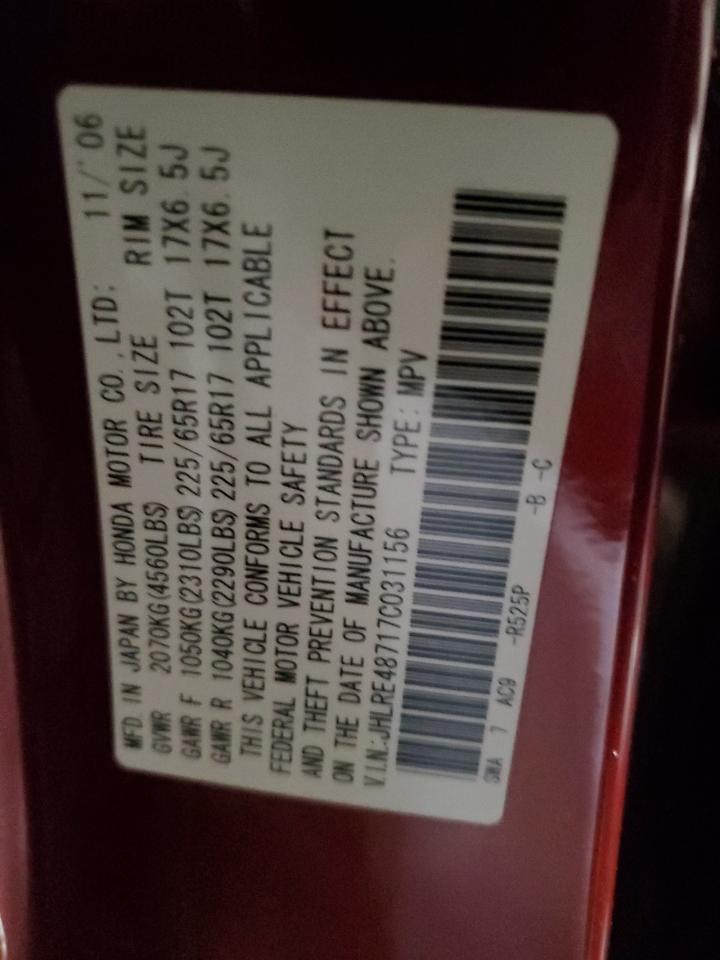 MFD. IN JAPAN BY HONDA MOTOR CO.,LTD: 11/'06
GVWR 2070KG(4560LBS) TIRE SIZE RIM SIZE
GAWR F 1050KG(2310LBS) 225/65R17 102T 17X6.5J
GAWR R 1040KG(2290LBS) 225/65R17 102T 17X6.5J
THIS VEHICLE CONFORMS TO ALL APPLICABLE
FEDERAL MOTOR VEHICLE SAFETY
AND THEFT PREVENTION STANDARDS IN EFFECT
ON THE DATE OF MANUFACTURE SHOWN ABOVE.
V.I.N.:JHLRE48717C031156 TYPE: MPV
SWA 7 AC9 -R525P -B -C